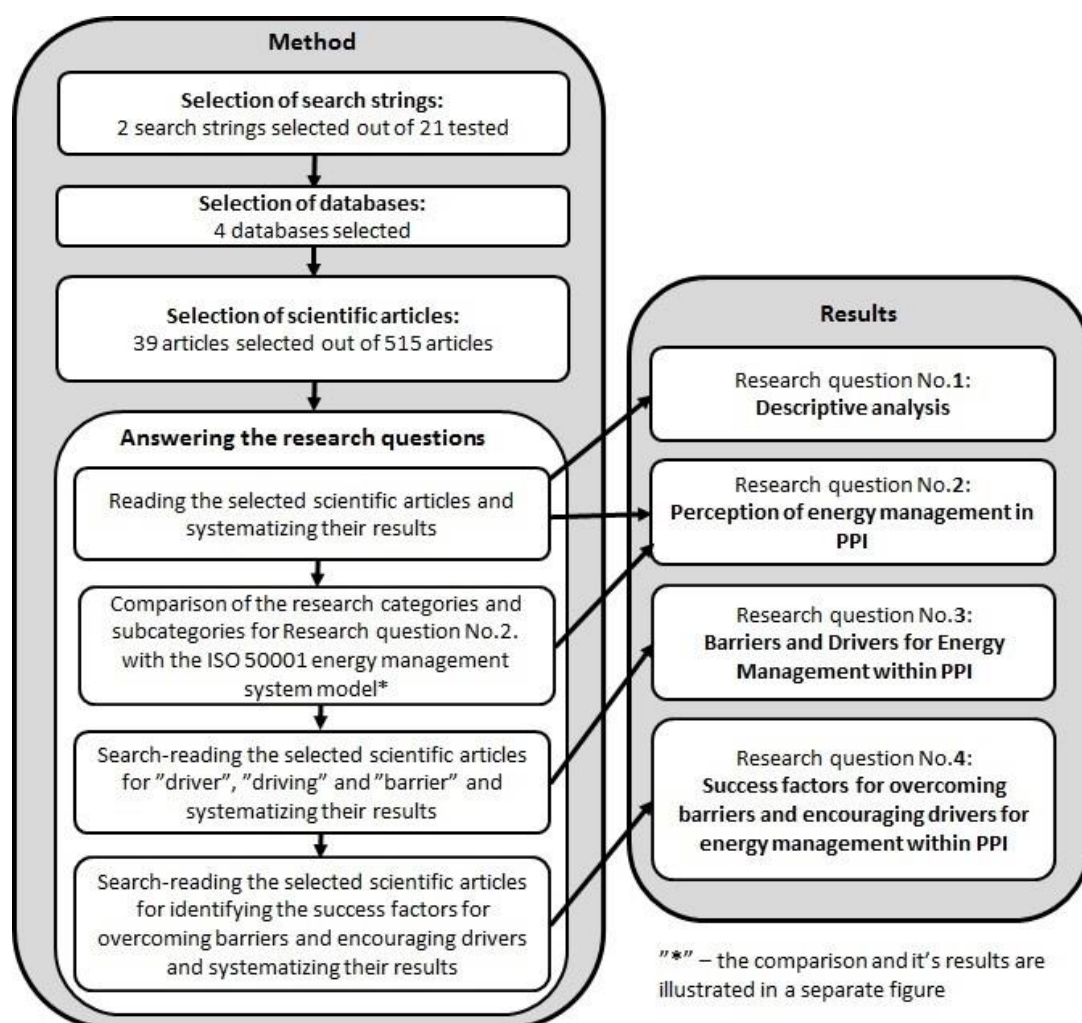 Method
Selection of search strings:
2 search strings selected out of 21 tested
Selection of databases:
4 databases selected
Selection of scientific articles:
39 articles selected out of 515 articles
Answering the research questions
Reading the selected scientific articles and
systematizing their results
Comparison of the research categories and
subcategories for Research question No.2.
with the ISO 50001 energy management
system model*
Search-reading the selected scientific articles
for ”driver”, ”driving” and ”barrier” and
systematizing their results
Search-reading the selected scientific articles
for identifying the success factors for
overcoming barriers and encouraging drivers
and systematizing their results
Results
Research question No.1:
Descriptive analysis
Research question No.2:
Perception of energy management in
PPI
Research question No.3:
Barriers and Drivers for Energy
Management within PPI
Research question No.4:
Success factors for overcoming
barriers and encouraging drivers for
energy management within PPI
”*” – the comparison and it’s results are
illustrated in a separate figure